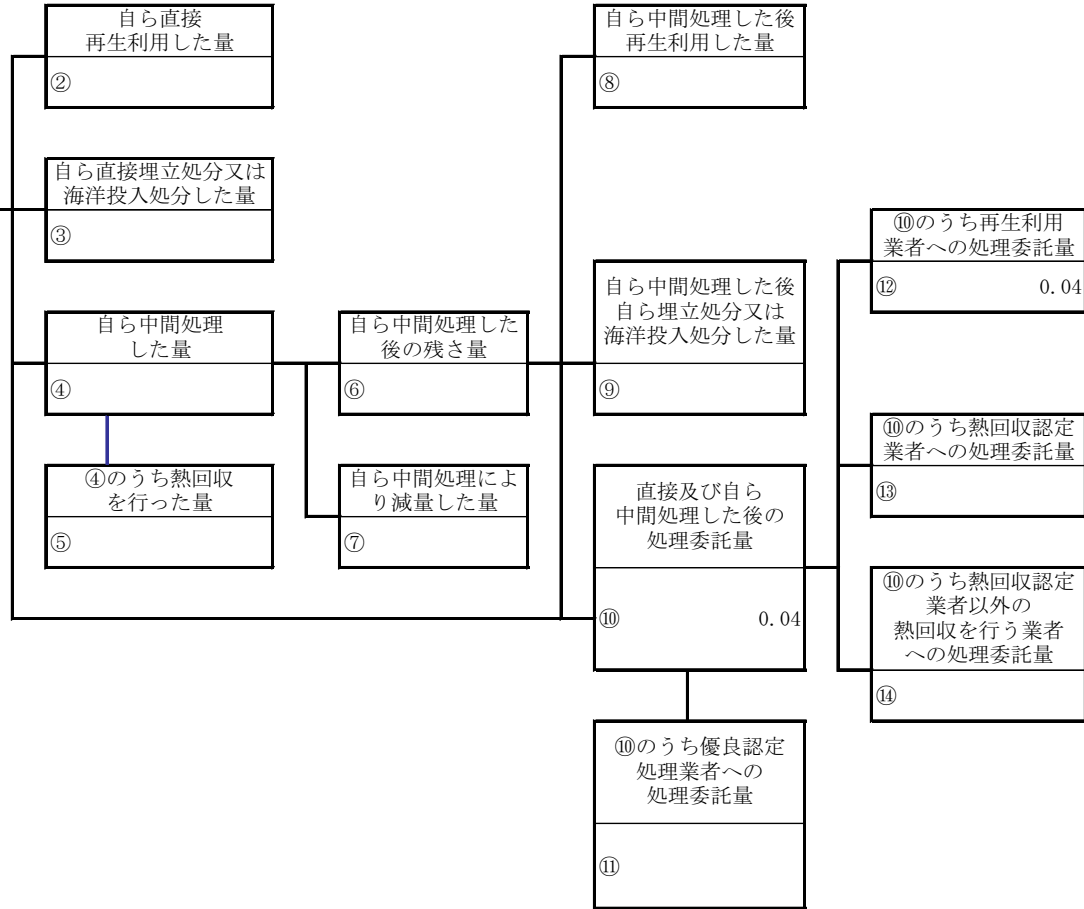 自ら直接
再生利用した量
②
自ら直接埋立処分又は
海洋投入処分した量
③
自ら中間処理
した量
④
④のうち熱回収
を行った量
⑤
自ら中間処理した
後の残さ量
⑥
自ら中間処理によ
り減量した量
⑦
自ら中間処理した後
再生利用した量
⑧
自ら中間処理した後
自ら埋立処分又は
海洋投入処分した量
⑨
直接及び自ら
中間処理した後の
処理委託量
⑩ 0.04
⑩のうち優良認定
処理業者への
処理委託量
⑪
⑩のうち再生利用
業者への処理委託量
⑫ 0.04
⑩のうち熱回収認定
業者への処理委託量
⑬
⑩のうち熱回収認定
業者以外の
熱回収を行う業者
への処理委託量
⑭